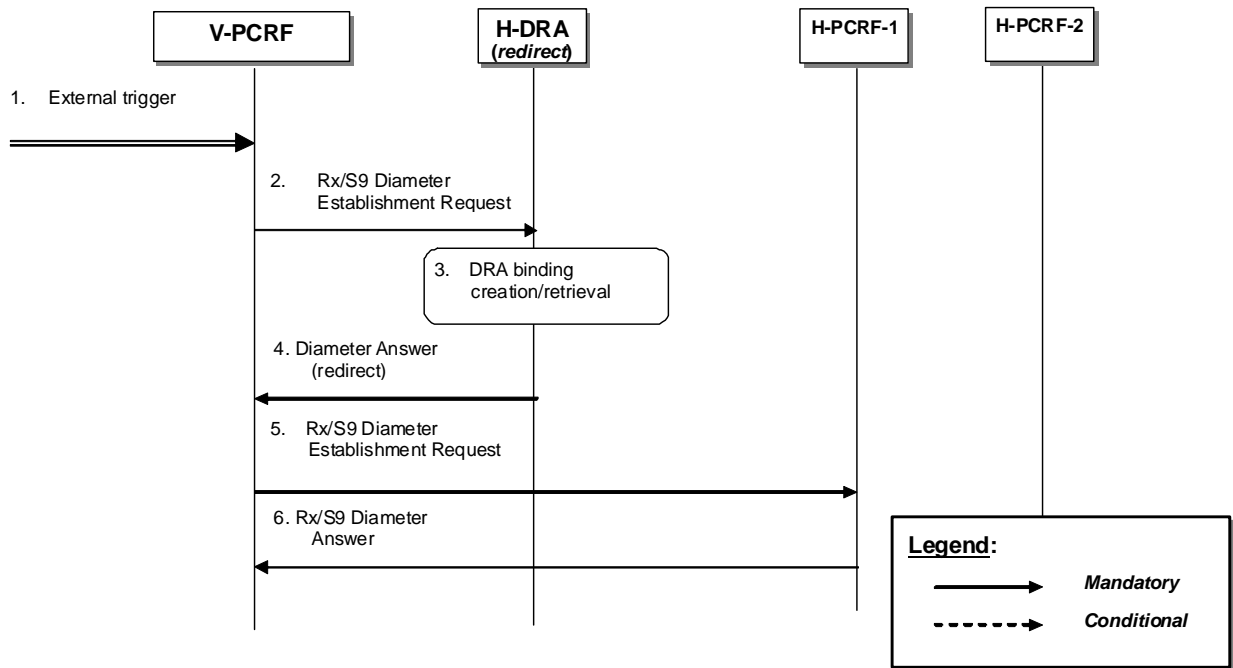 V-PCRF
H-DRA
(redirect)
H-PCRF-1
H-PCRF-2
1. External trigger
2. Rx/S9 Diameter
Establishment Request
3. DRA binding
creation/retrieval
4. Diameter Answer
(redirect)
5. Rx/S9 Diameter
Establishment Request
6. Rx/S9 Diameter
Answer
Legend:
Mandatory
Conditional